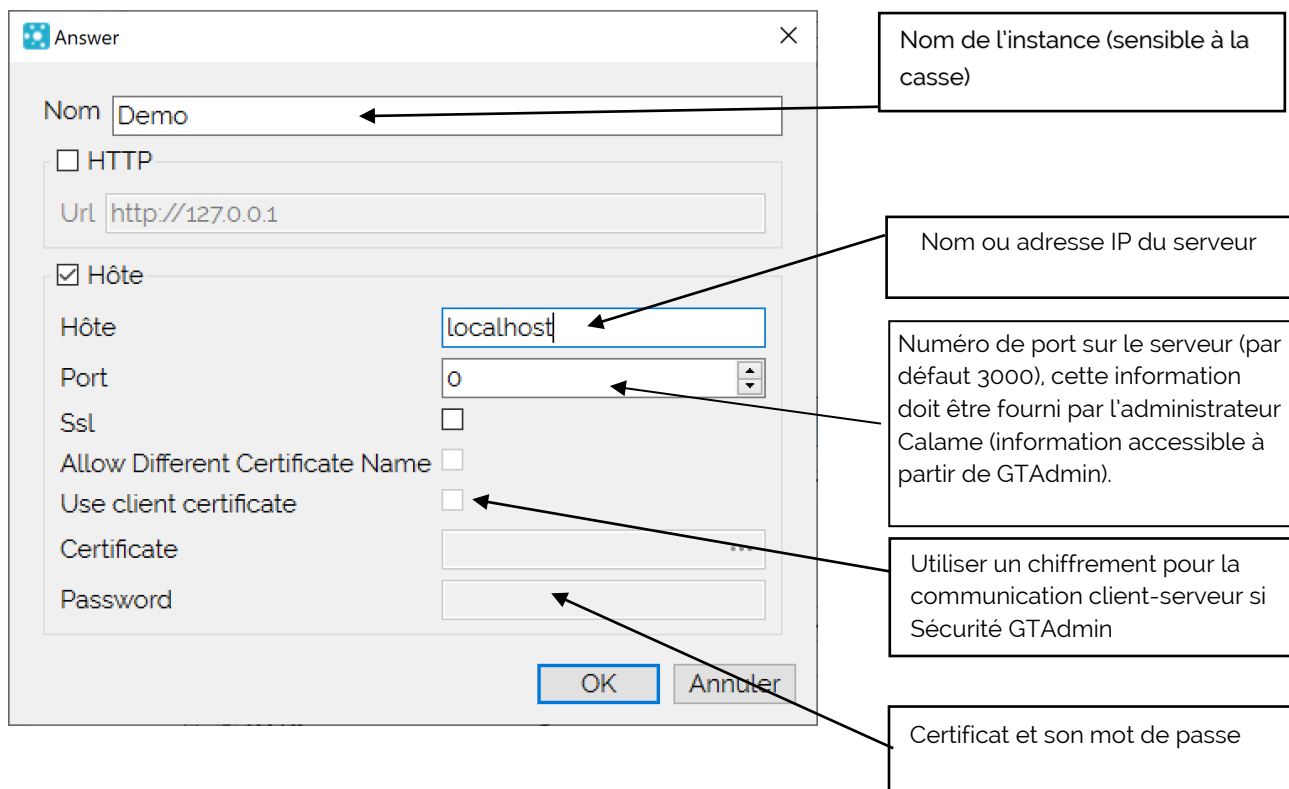 Answer
Nom Demo
HTTP
Url http://127.0.0.1
Hôte
Hôte localhost
Port 0
Ssl
Allow Different Certificate Name
Use client certificate
Certificate ...
Password
OK Annuler
Nom de l'instance (sensible à la
casse)
Nom ou adresse IP du serveur
Numéro de port sur le serveur (par
défaut 3000), cette information
doit être fourni par l'administrateur
Calame (information accessible à
partir de GTAdmin).
Utiliser un chiffrement pour la
communication client-serveur si
Sécurité GTAdmin
Certificat et son mot de passe